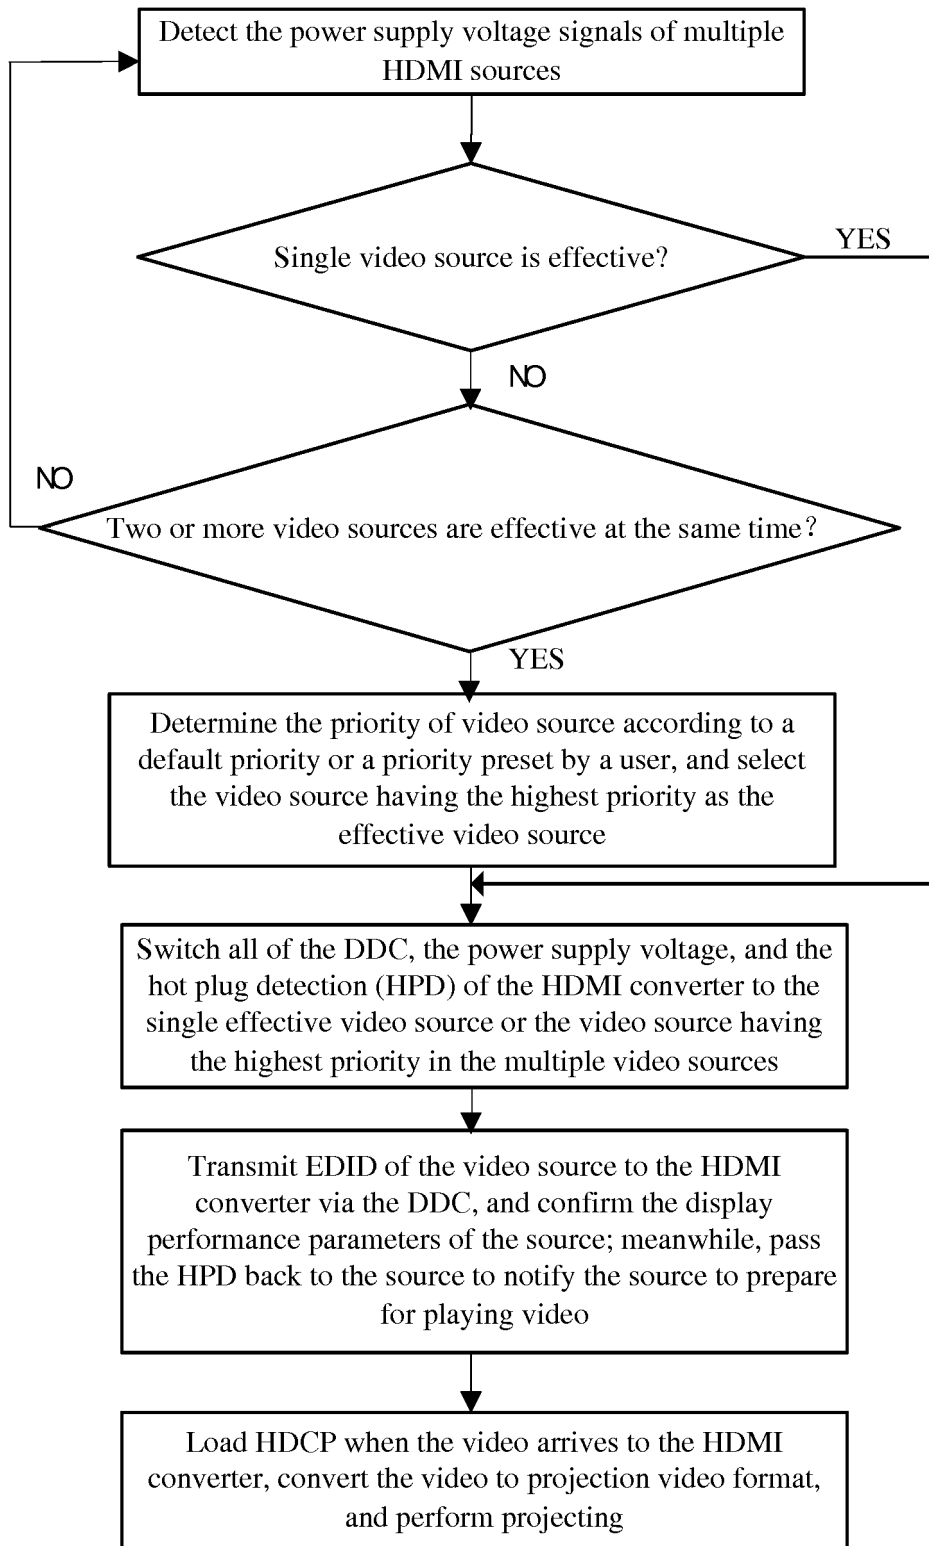 Detect the power supply voltage signals of multiple
HDMI sources
Single video source is effective?
YES
NO
NO
Two or more video sources are effective at the same time?
YES
Determine the priority of video source according to a
default priority or a priority preset by a user, and select
the video source having the highest priority as the
effective video source
Switch all of the DDC, the power supply voltage, and the
hot plug detection (HPD) of the HDMI converter to the
single effective video source or the video source having
the highest priority in the multiple video sources
Transmit EDID of the video source to the HDMI
converter via the DDC, and confirm the display
performance parameters of the source; meanwhile, pass
the HPD back to the source to notify the source to prepare
for playing video
Load HDCP when the video arrives to the HDMI
converter, convert the video to projection video format,
and perform projecting